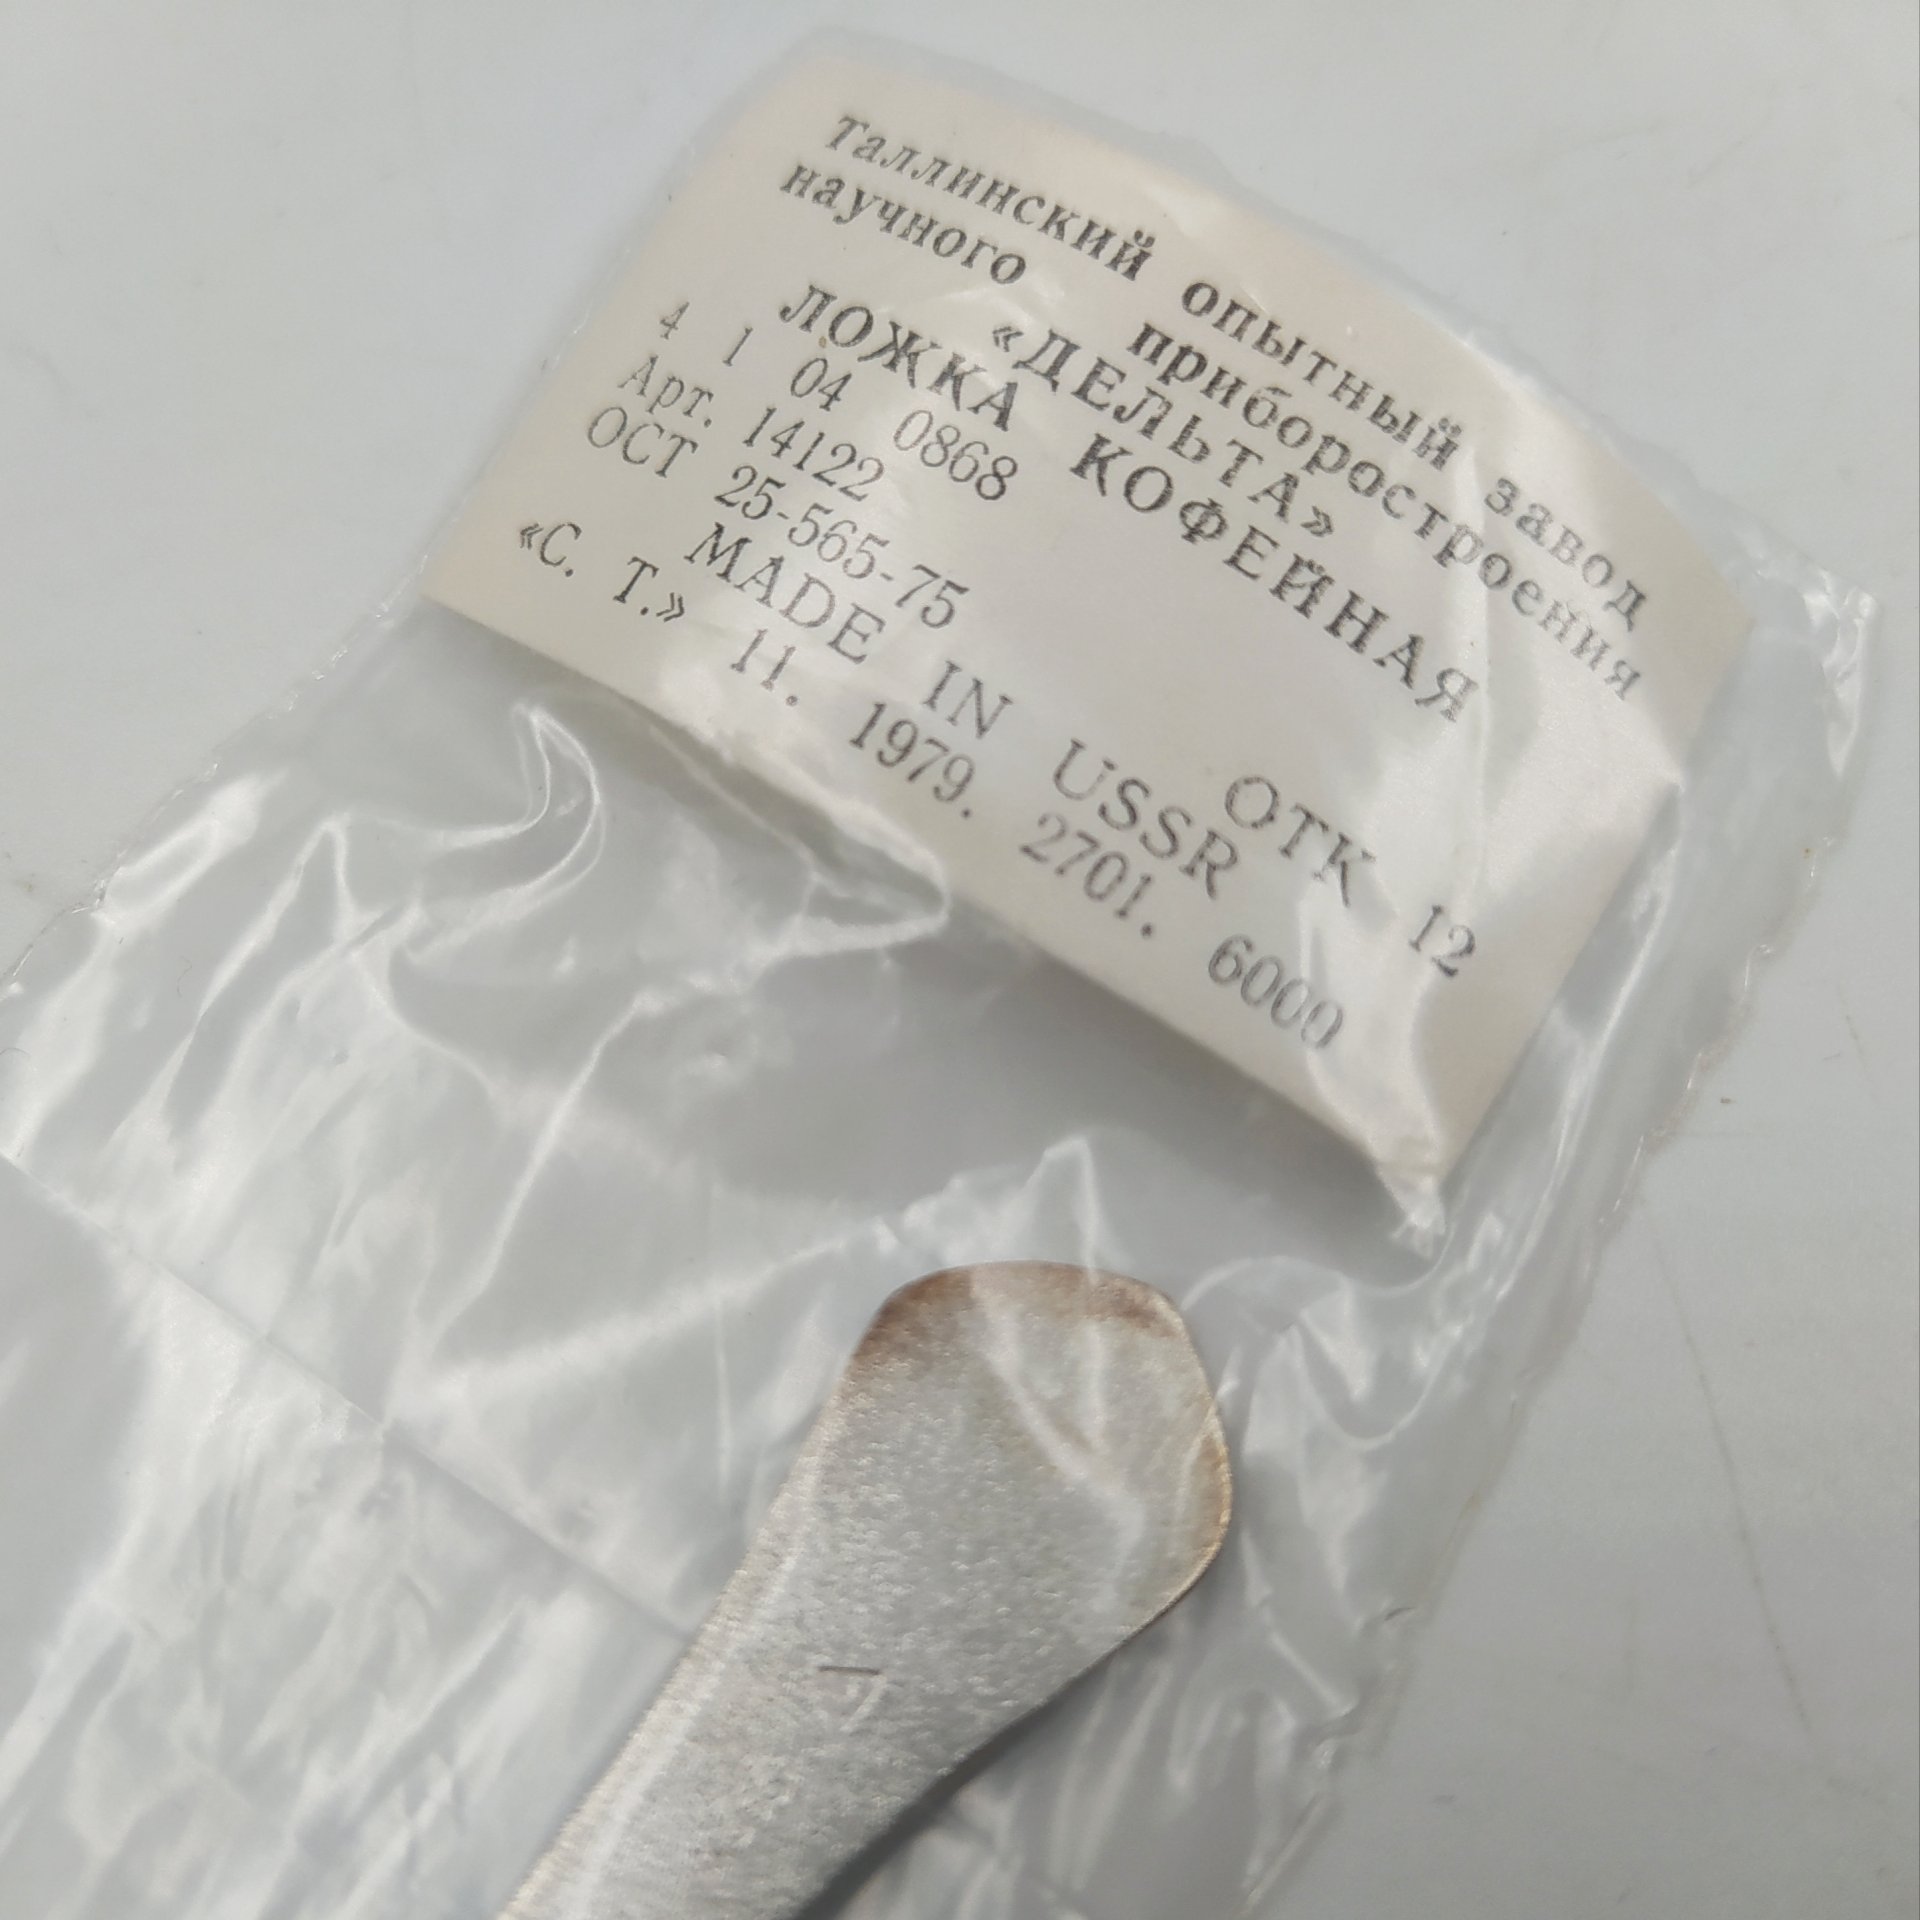 Таллинский опытный завод
научного приборостроения
«ДЕЛЬТА»
ЛОЖКА КОФЕЙНАЯ
4 1 04 0868
Арт. 14122
ОСТ 25-565-75 ОТК 12
MADE IN USSR
«С. Т.» 11. 1979. 2701. 6000